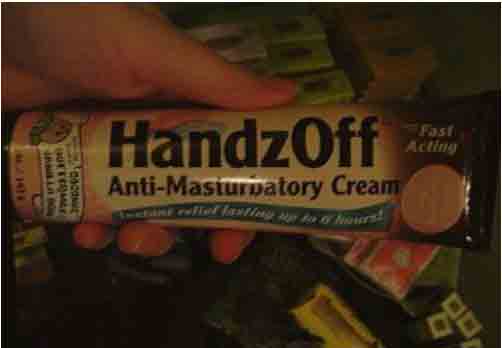 HandzOff
Fast
Acting
Anti-Masturbatory Cream
Instant relief lasting up to 6 hours!